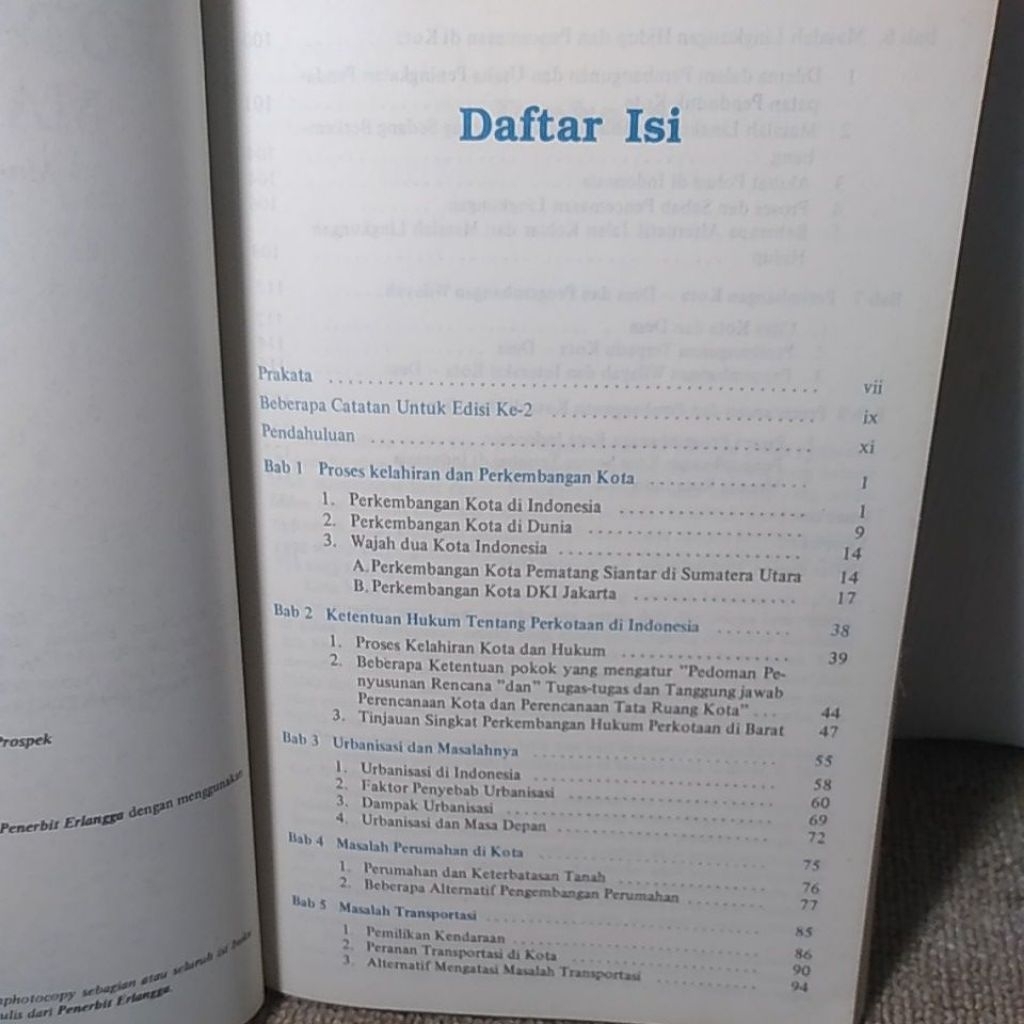 Prospek
Penerbit Erlangga dengan menggunakan
photocopy sebagian atau seluruh isi buku
ulis dari Penerbit Erlangga.
Daftar Isi
Prakata ........................................ vii
Beberapa Catatan Untuk Edisi Ke-2 ........................ ix
Pendahuluan .................................... xi
Bab 1 Proses kelahiran dan Perkembangan Kota ................ 1
1. Perkembangan Kota di Indonesia .................. 1
2. Perkembangan Kota di Dunia .................... 9
3. Wajah dua Kota Indonesia ...................... 14
A. Perkembangan Kota Pematang Siantar di Sumatera Utara 14
B. Perkembangan Kota DKI Jakarta ................ 17
Bab 2 Ketentuan Hukum Tentang Perkotaan di Indonesia ........ 38
1. Proses Kelahiran Kota dan Hukum ................. 39
2. Beberapa Ketentuan pokok yang mengatur "Pedoman Pe-
nyusunan Rencana "dan" Tugas-tugas dan Tanggung jawab
Perencanaan Kota dan Perencanaan Tata Ruang Kota" ... 44
3. Tinjauan Singkat Perkembangan Hukum Perkotaan di Barat 47
Bab 3 Urbanisasi dan Masalahnya ........................ 55
1. Urbanisasi di Indonesia ........................ 58
2. Faktor Penyebab Urbanisasi ..................... 60
3. Dampak Urbanisasi .......................... 69
4. Urbanisasi dan Masa Depan ..................... 72
Bab 4 Masalah Perumahan di Kota ....................... 75
1. Perumahan dan Keterbatasan Tanah ................ 76
2. Beberapa Alternatif Pengembangan Perumahan ......... 77
Bab 5 Masalah Transportasi ........................... 85
1. Pemilikan Kendaraan ......................... 86
2. Peranan Transportasi di Kota .................... 90
3. Alternatif Mengatasi Masalah Transportasi ........... 94